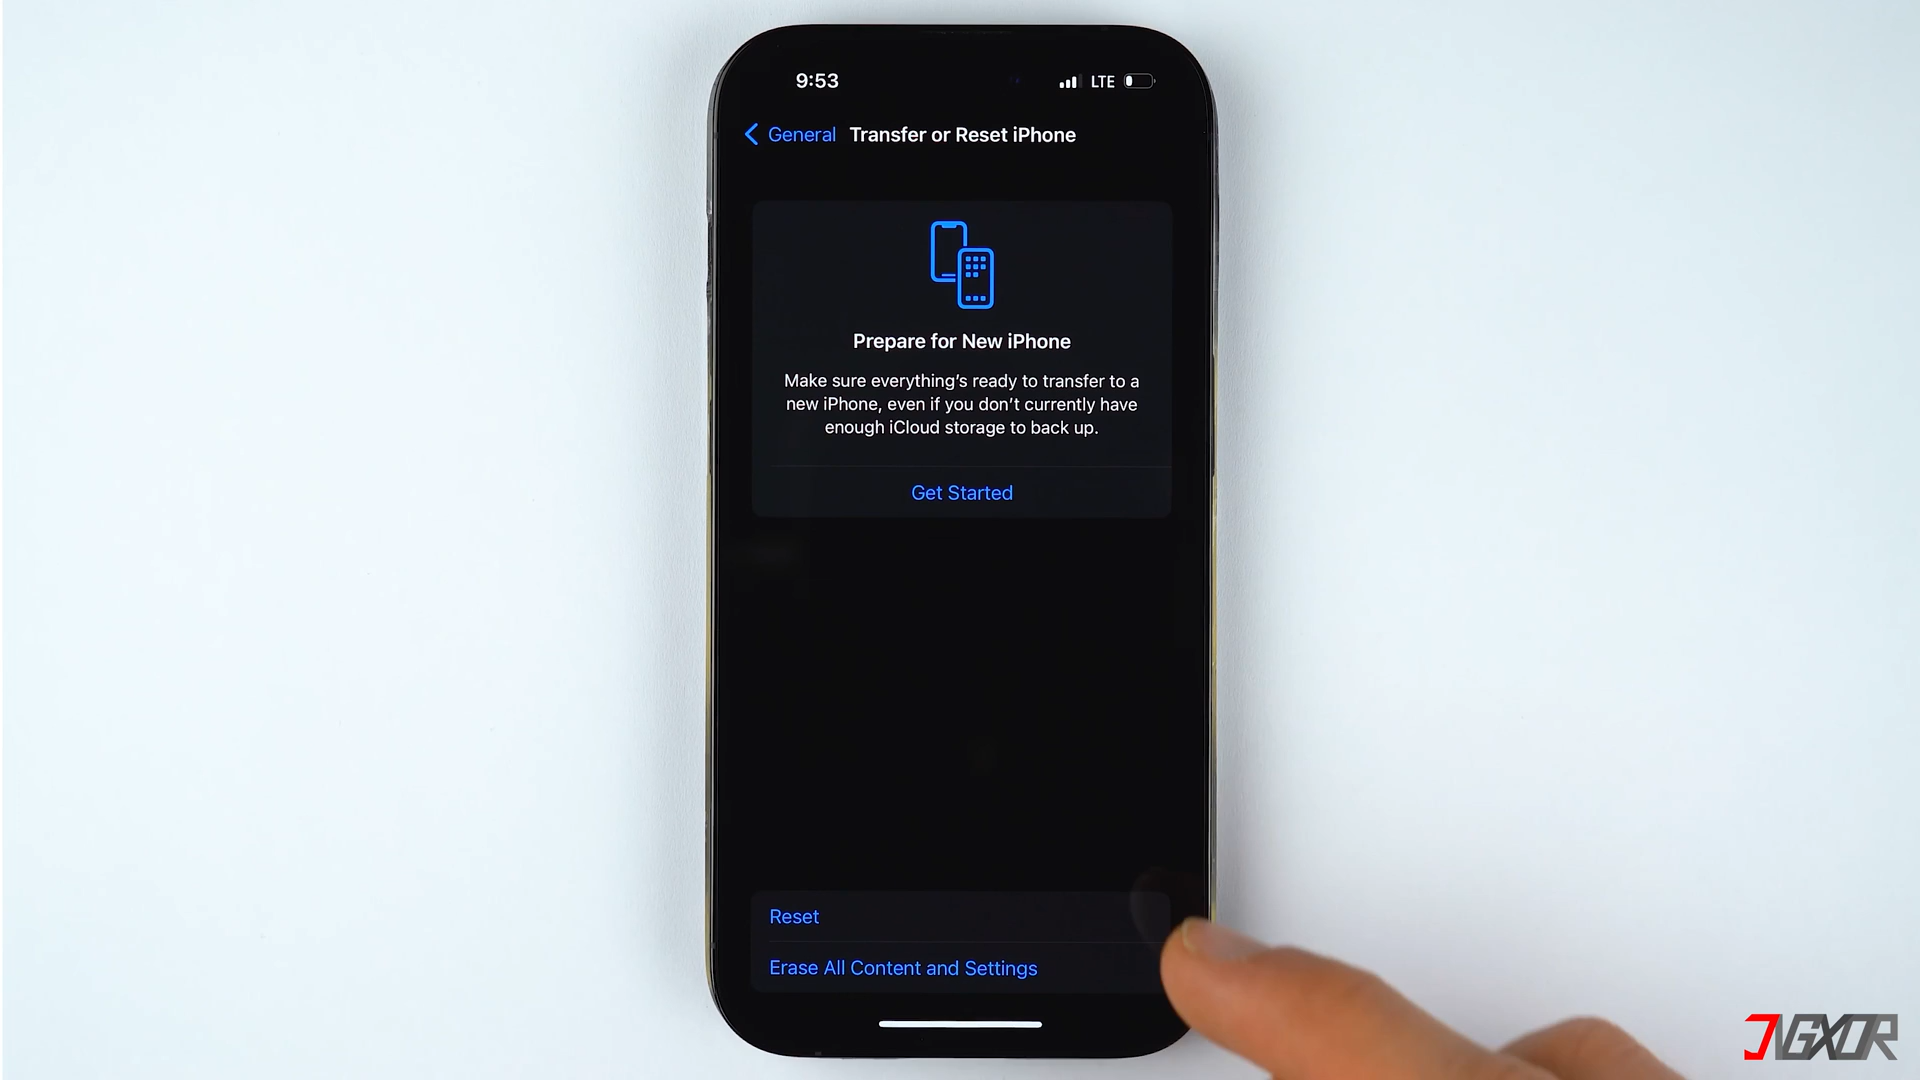 9:53 LTE
General Transfer or Reset iPhone
Prepare for New iPhone
Make sure everything's ready to transfer to a
new iPhone, even if you don't currently have
enough iCloud storage to back up.
Get Started
Reset
Erase All Content and Settings
JVGXOR